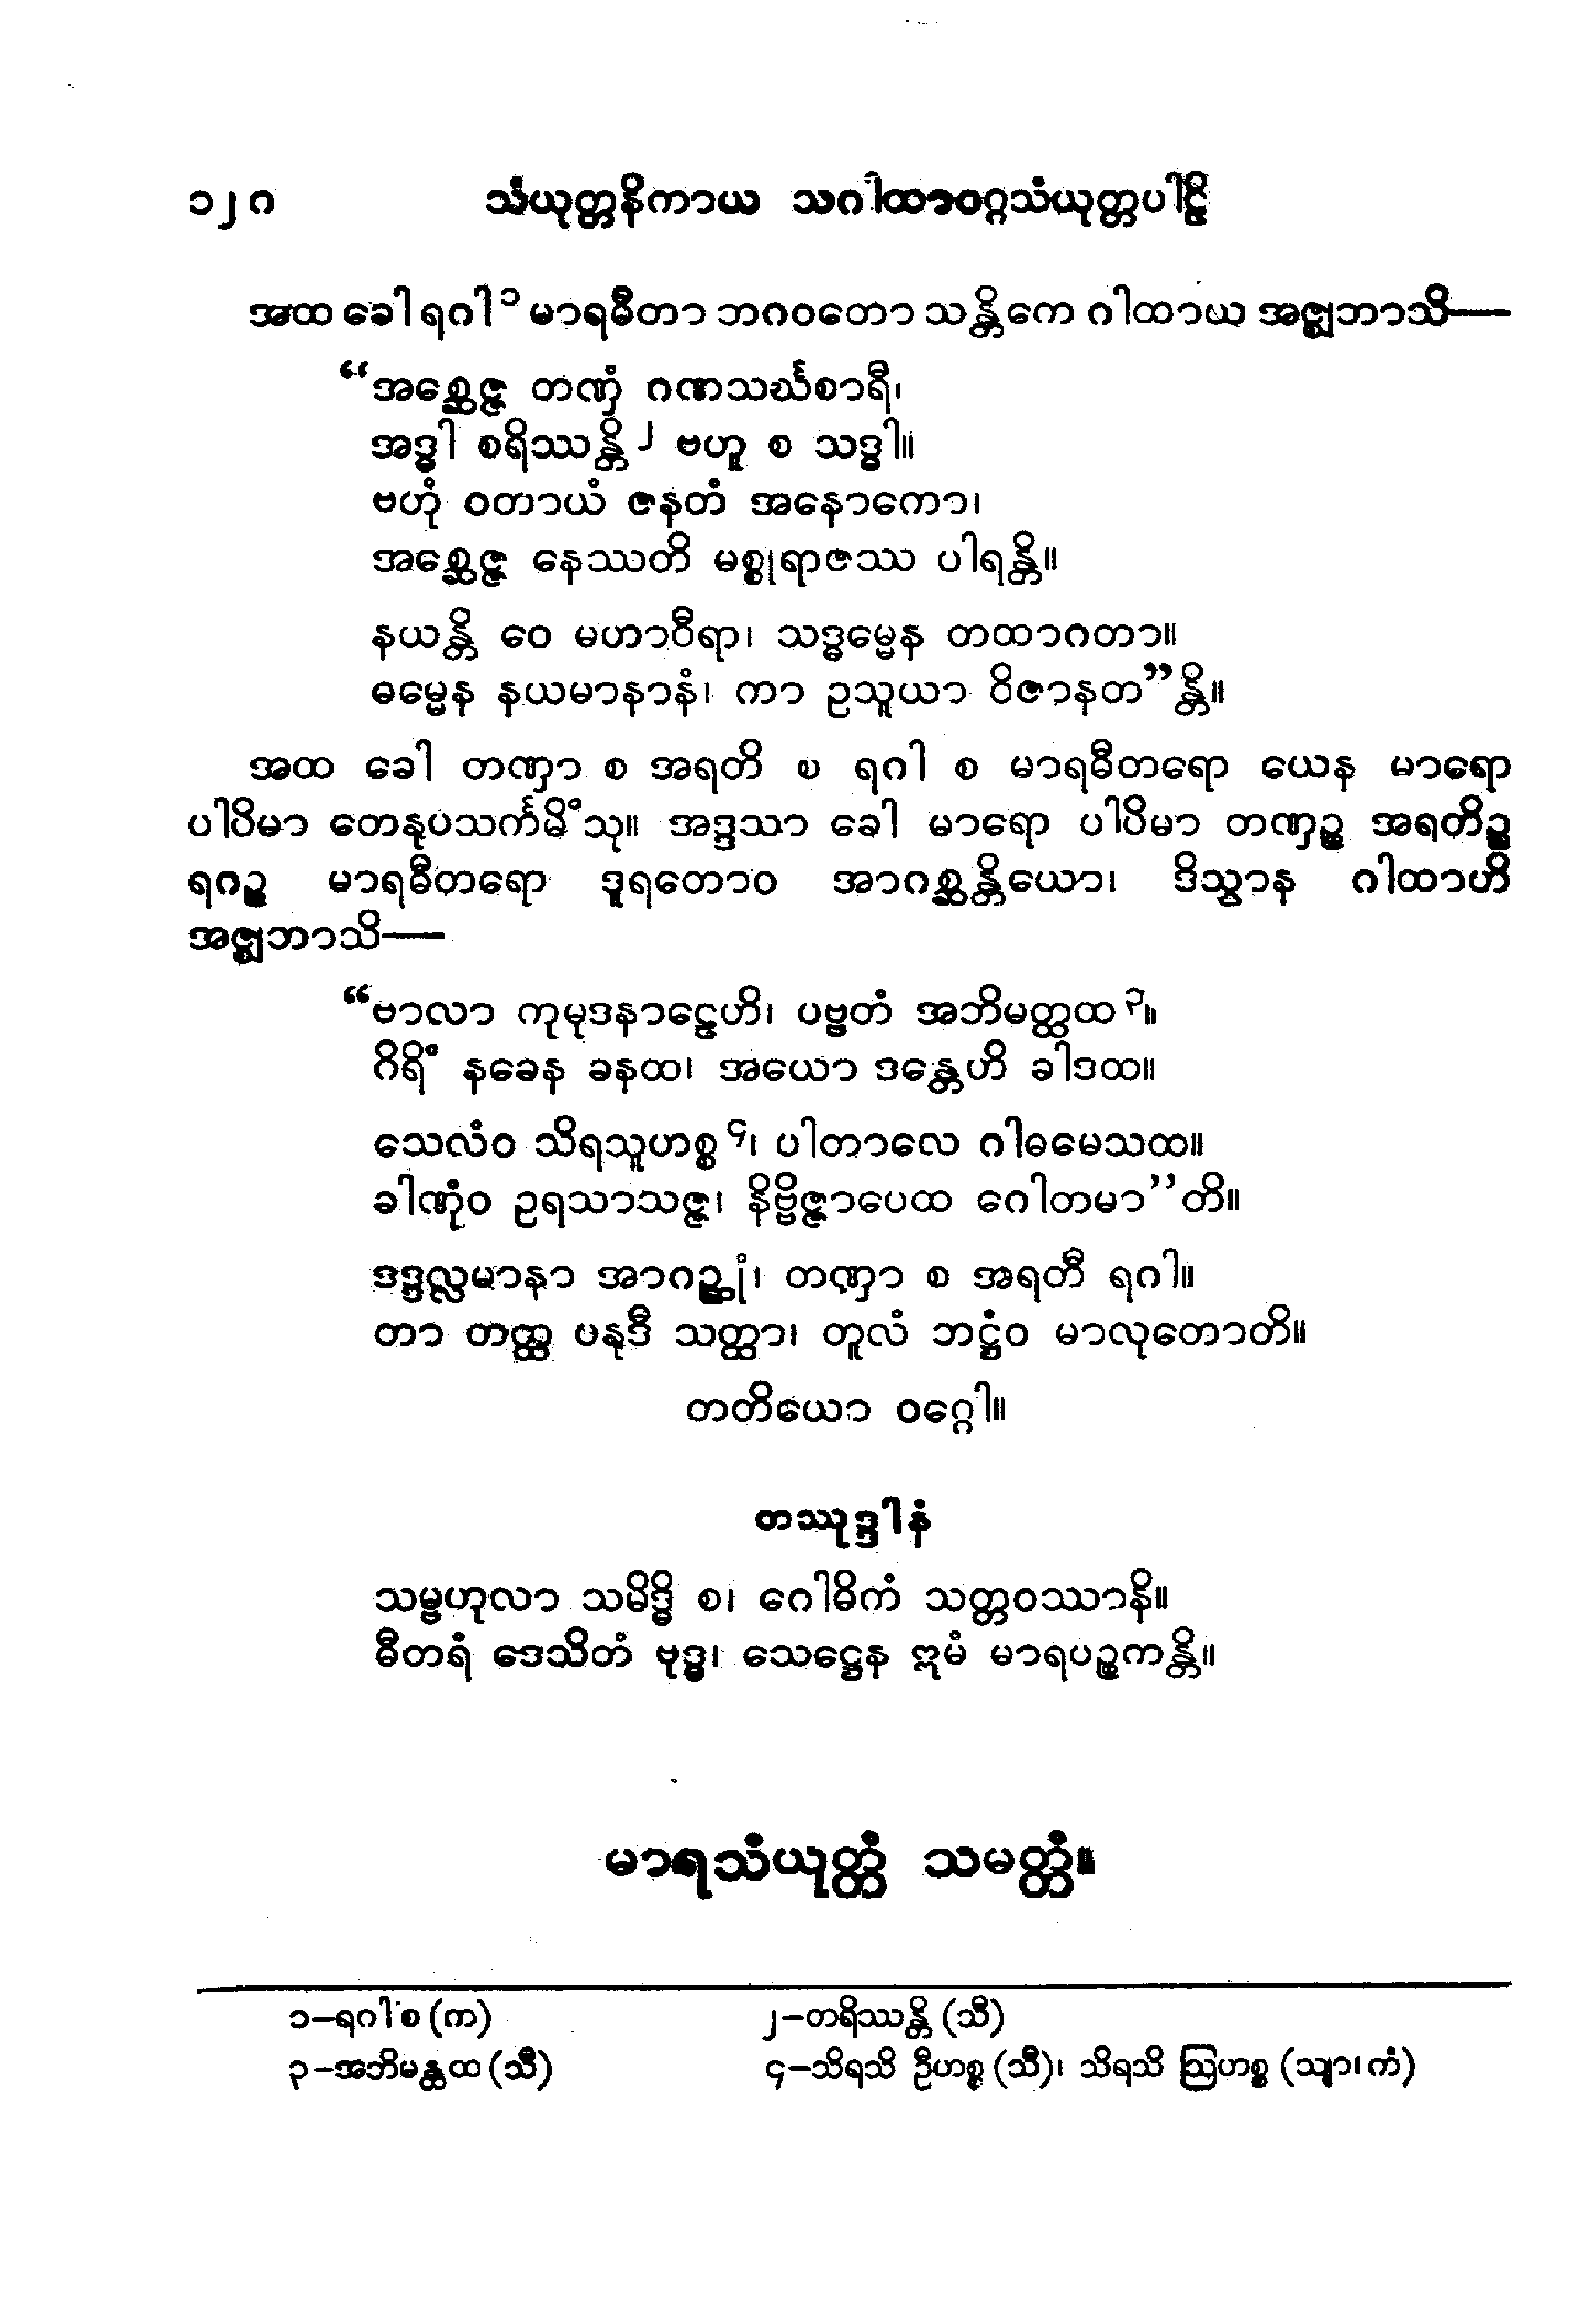 ၁၂၈ သံယုတ္တနိကာယ သဂါထာဝဂ္ဂသံယုတ္တပါဠိ
အထ ခေါ ရဂါ ၁ မာရဓီတာ ဘဂဝတော သန္တိကေ ဂါထာယ အဇ္ဈဘာသိ—
“အစ္ဆေဇ္ဇ တဏှံ ဂဏသင်္ဃစာရီ၊
အဒ္ဓါ စရိဿန္တိ ၂ ဗဟူ စ သဒ္ဓါ။
ဗဟုံ ဝတာယံ ဇနတံ အနောကော၊
အစ္ဆေဇ္ဇ နေဿတိ မစ္စုရာဇဿ ပါရန္တိ။
နယန္တိ ဝေ မဟာဝီရာ၊ သဒ္ဓမ္မေန တထာဂတာ။
ဓမ္မေန နယမာနာနံ၊ ကာ ဥသူယာ ဝိဇာနတ”န္တိ။
အထ ခေါ တဏှာ စ အရတိ စ ရဂါ စ မာရဓီတရော ယေန မာရော
ပါပိမာ တေနုပသင်္ကမိံသု။ အဒ္ဒသာ ခေါ မာရော ပါပိမာ တဏှဉ္စ အရတိဉ္စ
ရဂဉ္စ မာရဓီတရော ဒူရတောဝ အာဂစ္ဆန္တိယော၊ ဒိသွာန ဂါထာဟိ
အဇ္ဈဘာသိ—
“ဗာလာ ကုမုဒနာဠေဟိ၊ ပဗ္ဗတံ အဘိမတ္ထထ ၃။
ဂိရိံ နခေန ခနထ၊ အယော ဒန္တေဟိ ခါဒထ။
သေလံဝ သိရသူဟစ္စ ၄၊ ပါတာလေ ဂါဓမေသထ။
ခါဏုံဝ ဥရသာသဇ္ဇ၊ နိဗ္ဗိဇ္ဇာပေထ ဂေါတမာ”တိ။
ဒဒ္ဒလ္လမာနာ အာဂဉ္ဆုံ၊ တဏှာ စ အရတီ ရဂါ။
တာ တတ္ထ ပနုဒီ သတ္ထာ၊ တူလံ ဘဋ္ဌံဝ မာလုတောတိ။
တတိယော ဝဂ္ဂေါ။
တဿုဒ္ဒါနံ
သမ္ဗဟုလာ သမိဒ္ဓိ စ၊ ဂေါဓိကံ သတ္တဝဿာနိ။
ဓီတရံ ဒေသိတံ ဗုဒ္ဓ၊ သေဋ္ဌေန ဣမံ မာရပဉ္စကန္တိ။
မာရသံယုတ္တံ သမတ္တံ။
၁–ရဂါ စ (က) ၂–တရိဿန္တိ (သီ)
၃–အဘိမန္ထထ (သီ) ၄–သိရသိ ဦဟစ္စ (သီ)၊ သိရသိ ဩဟစ္စ (သျာ၊ကံ)